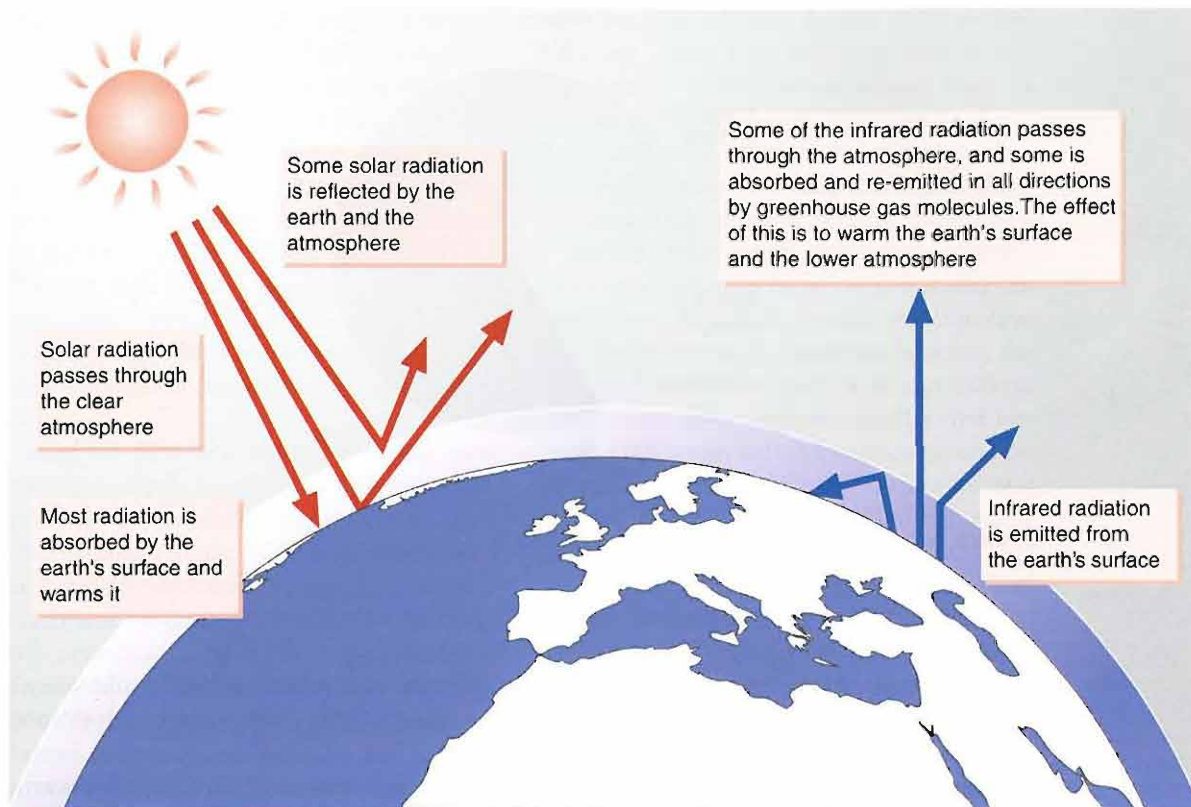 Some solar radiation
is reflected by the
earth and the
atmosphere
Some of the infrared radiation passes
through the atmosphere, and some is
absorbed and re-emitted in all directions
by greenhouse gas molecules.The effect
of this is to warm the earth's surface
and the lower atmosphere
Solar radiation
passes through
the clear
atmosphere
Most radiation is
absorbed by the
earth's surface and
warms it
Infrared radiation
is emitted from
the earth's surface